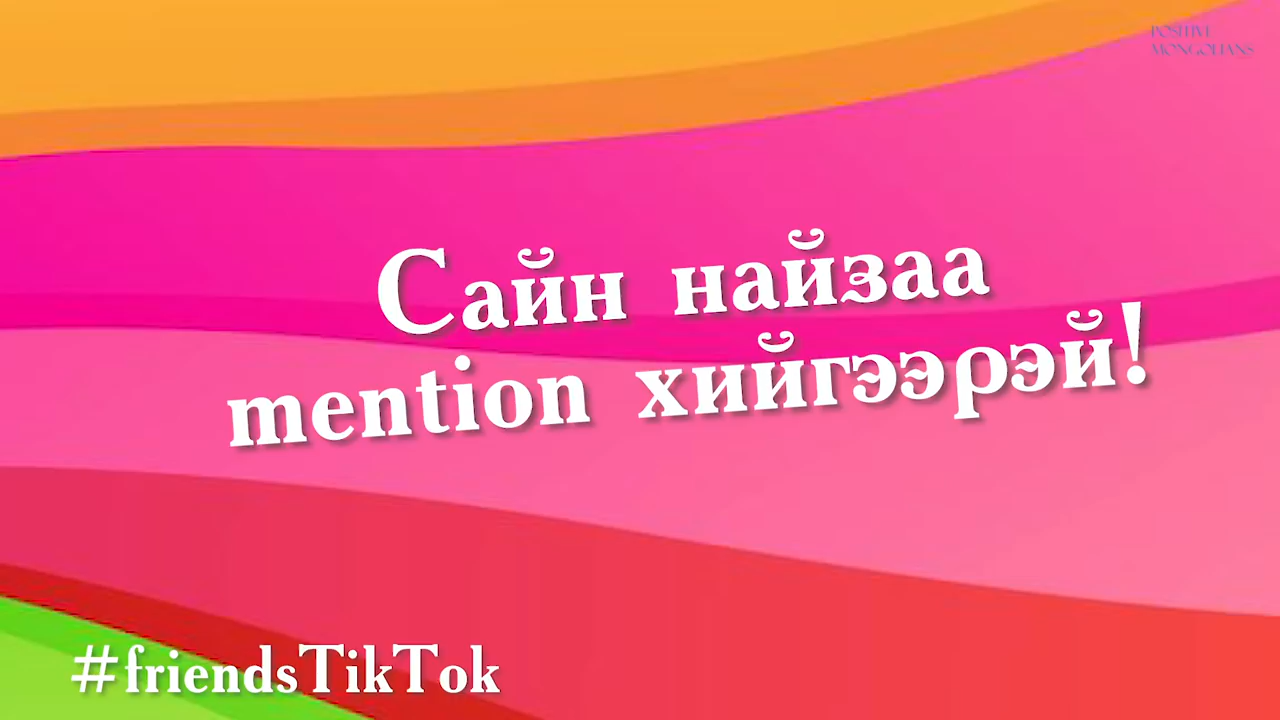 POSITIVE
MONGOLIANS
Сайн найзаа
mention хийгээрэй!
#friendsTikTok